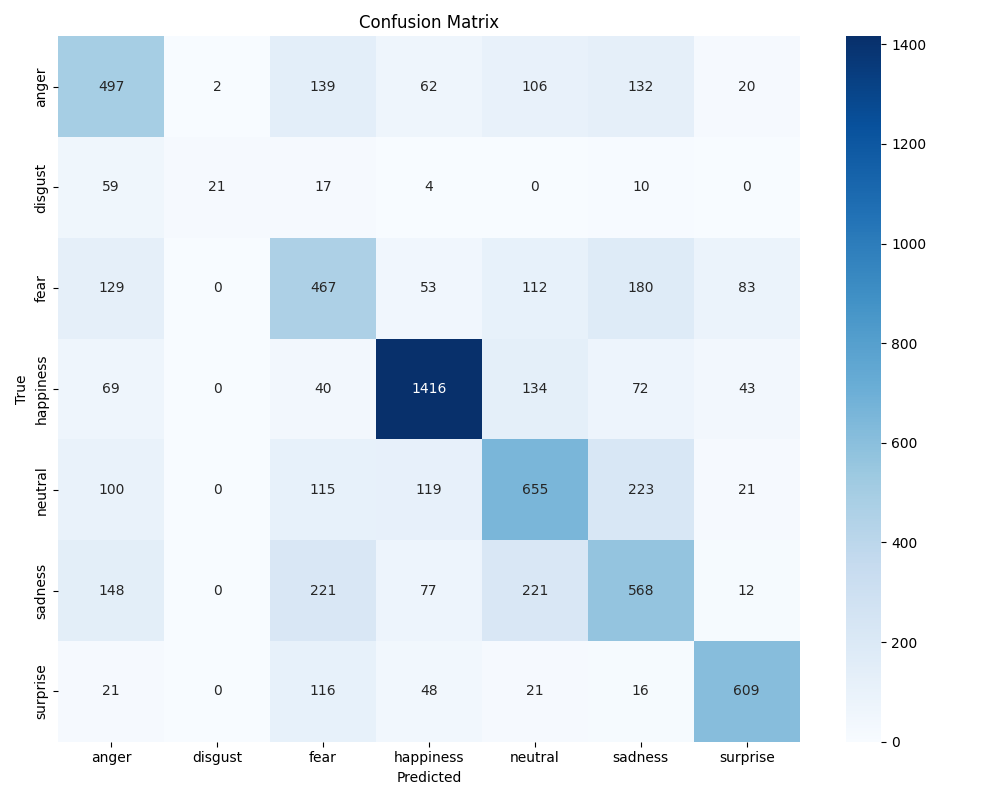 Confusion Matrix
True
anger 497 2 139 62 106 132 20
disgust 59 21 17 4 0 10 0
fear 129 0 467 53 112 180 83
happiness 69 0 40 1416 134 72 43
neutral 100 0 115 119 655 223 21
sadness 148 0 221 77 221 568 12
surprise 21 0 116 48 21 16 609
anger disgust fear happiness neutral sadness surprise
Predicted
1400
1200
1000
800
600
400
200
0